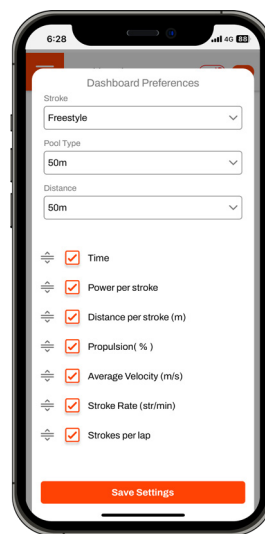 6:28
4G 88
Dashboard Preferences
Stroke
Freestyle
Pool Type
50m
Distance
50m
Time
Power per stroke
Distance per stroke (m)
Propulsion( % )
Average Velocity (m/s)
Stroke Rate (str/min)
Strokes per lap
Save Settings